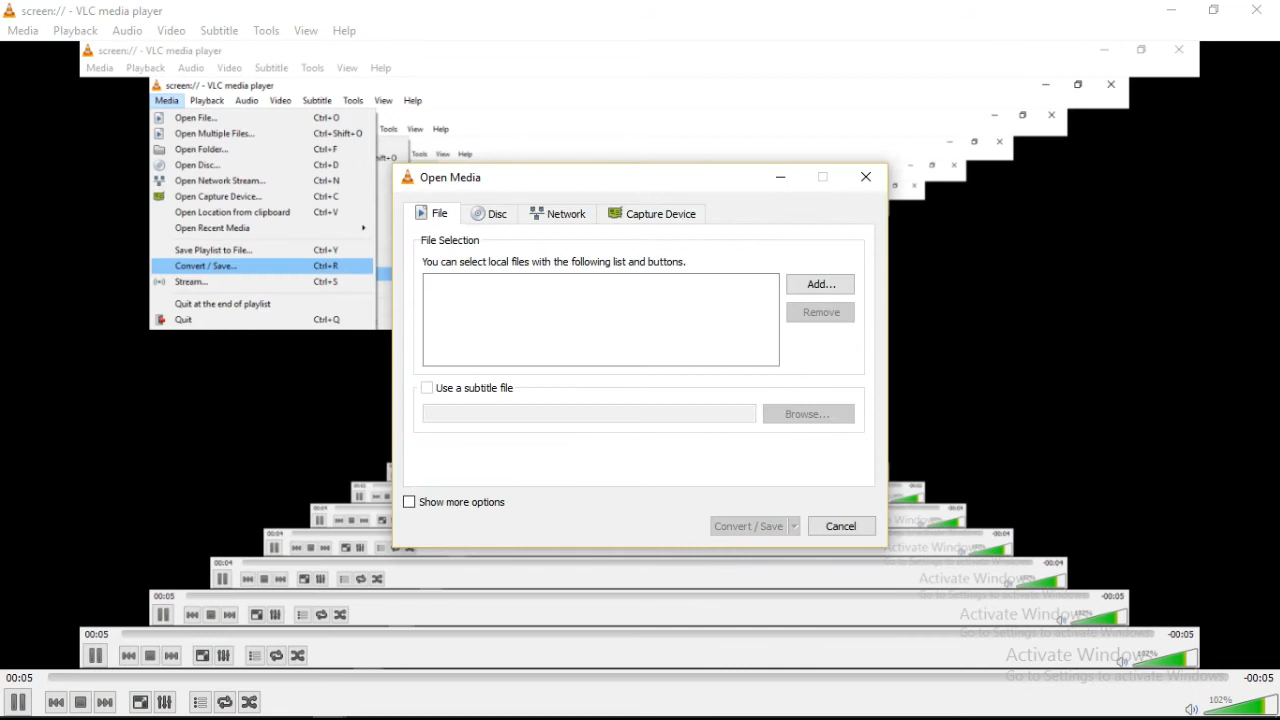 screen:// - VLC media player
Media Playback Audio Video Subtitle Tools View Help
screen:// - VLC media player
Media Playback Audio Video Subtitle Tools View Help
screen:// - VLC media player
Media Playback Audio Video Subtitle Tools View Help
Open File... Ctrl+O
Tools View Help
Open Multiple Files... Ctrl+Shift+O
Open Folder... Ctrl+F
Tools View Help
Open Disc... Ctrl+D
Open Network Stream... Ctrl+N
Open Capture Device... Ctrl+C
Open Location from clipboard Ctrl+V
Open Recent Media
Save Playlist to File... Ctrl+Y
Convert / Save... Ctrl+R
Stream... Ctrl+S
Quit at the end of playlist
Quit Ctrl+Q
Open Media
File Disc Network Capture Device
File Selection
You can select local files with the following list and buttons.
Add...
Remove
Use a subtitle file
Browse...
Show more options
Convert / Save Cancel
00:04 -00:04
00:04 -00:04
Activate Windows
00:04 -00:04
Activate Windows
Go to Settings to activate Windows
00:05 -00:05
Activate Windows
Go to Settings to activate Windows
00:05 -00:05
Activate Windows
102%
Go to Settings to activate Windows
00:05 -00:05
102%